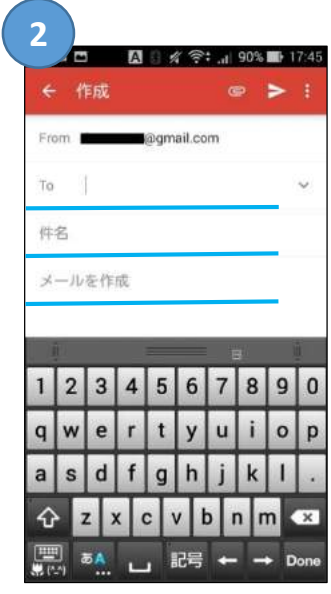 2
A 90% 17:45
作成
From @gmail.com
To
件名
メールを作成
1 2 3 4 5 6 7 8 9 0
q w e r t y u i o p
a s d f g h j k l .
z x c v b n m
(^_^) あA... 記号 ← → Done